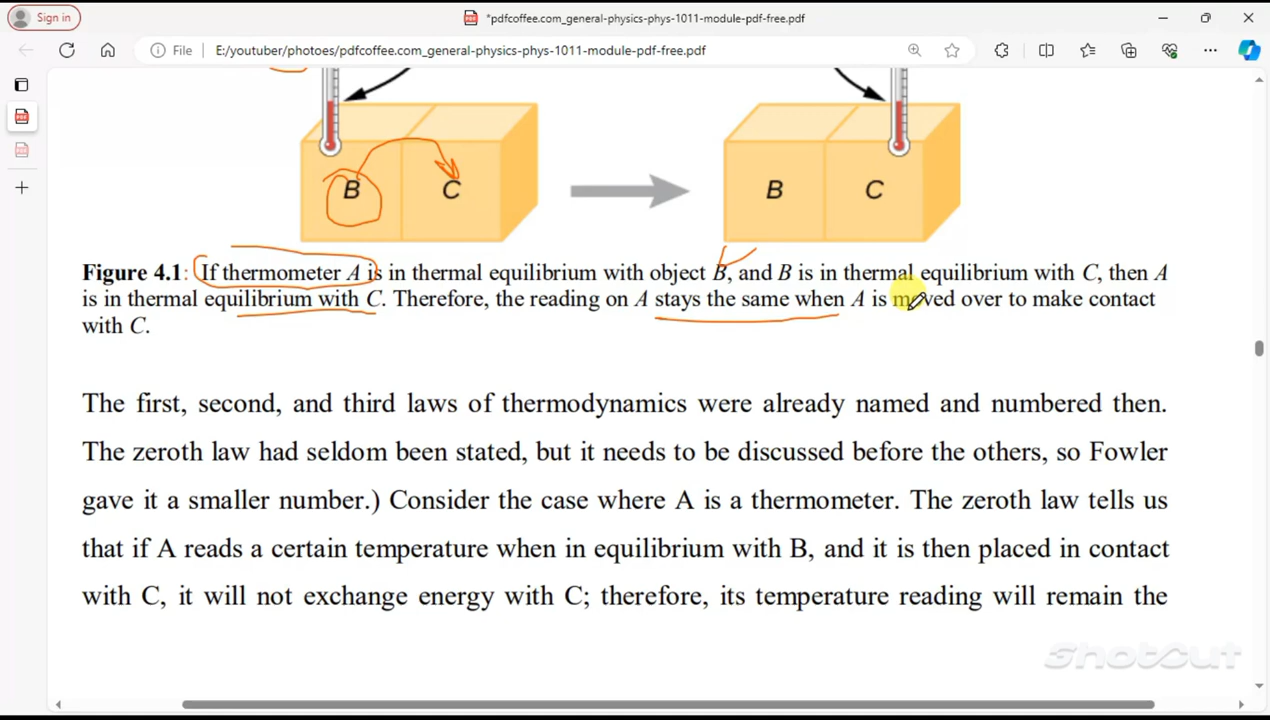 Sign in
*pdfcoffee.com_general-physics-phys-1011-module-pdf-free.pdf
File
E:/youtuber/photoes/pdfcoffee.com_general-physics-phys-1011-module-pdf-free.pdf
B C B C
Figure 4.1: If thermometer A is in thermal equilibrium with object B, and B is in thermal equilibrium with C, then A
is in thermal equilibrium with C. Therefore, the reading on A stays the same when A is moved over to make contact
with C.
The first, second, and third laws of thermodynamics were already named and numbered then.
The zeroth law had seldom been stated, but it needs to be discussed before the others, so Fowler
gave it a smaller number.) Consider the case where A is a thermometer. The zeroth law tells us
that if A reads a certain temperature when in equilibrium with B, and it is then placed in contact
with C, it will not exchange energy with C; therefore, its temperature reading will remain the
Shotcut